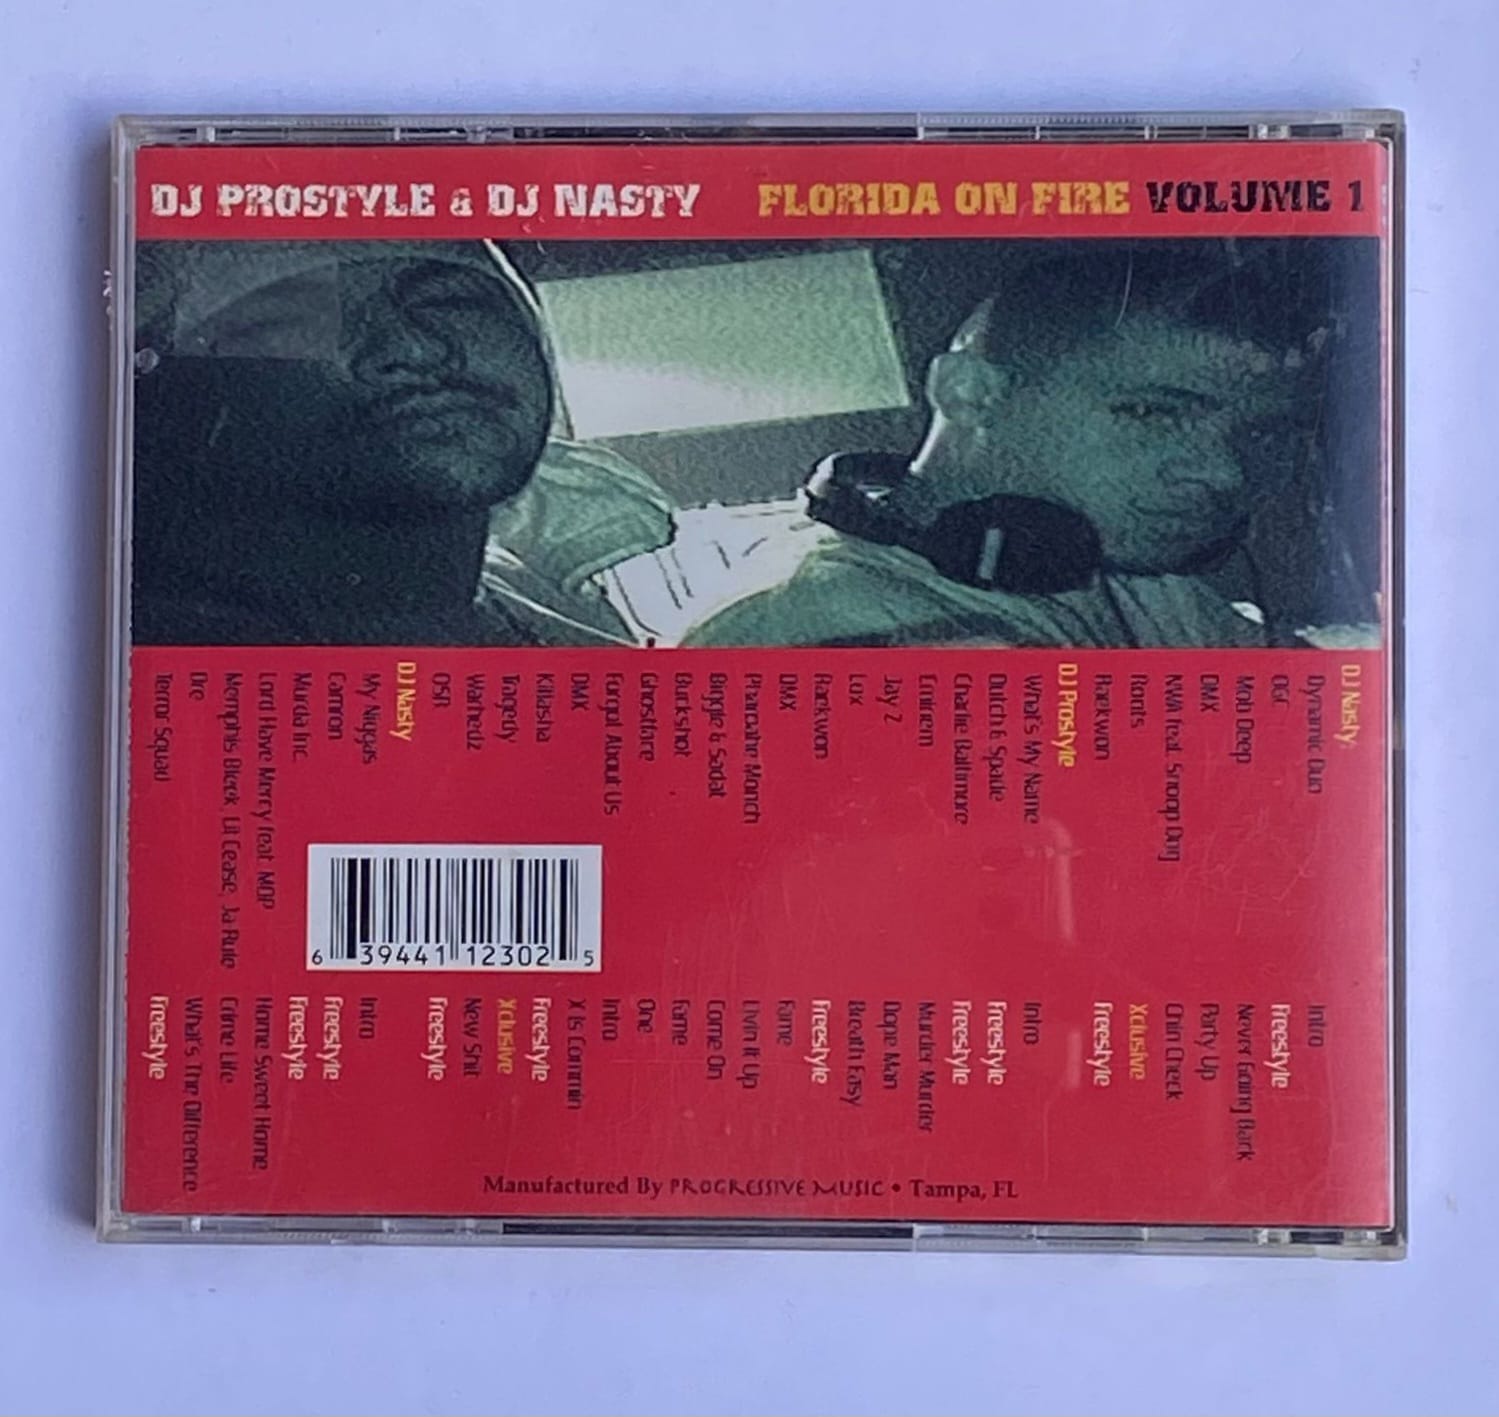 DJ PROSTYLE & DJ NASTY FLORIDA ON FIRE VOLUME 1
DJ Nasty:
Dynamic Duo Intro
OGC Freestyle
Mob Deep Never Going Back
DMX Party Up
NWA feat. Snoop Dog Chin Check
Roots Xclusive
Raekwon Freestyle
DJ Prostyle
What's My Name Intro
Dutch & Spade Freestyle
Charlie Baltimore Freestyle
Eminem Murder Murder
Jay Z Dope Man
Lox Breath Easy
Raekwon Freestyle
DMX Fame
Pharoahe Monch Livin It Up
Biggie & Sadat Come On
Buckshot Fame
Ghostface One
Forgot About Us Intro
DMX X Is Commin
Killasha Freestyle
Tragedy Xclusive
Warhedz New Shit
OSR Freestyle
DJ Nasty
My Niggas Intro
Camron Freestyle
Murda Inc. Freestyle
Lord Have Mercy feat. MOP Home Sweet Home
Memphis Bleek, Lil Cease, Ja Rule Crime Life
Dre What's The Difference
Terror Squad Freestyle
6 39441 12302 5
Manufactured By PROGRESSIVE MUSIC • Tampa, FL